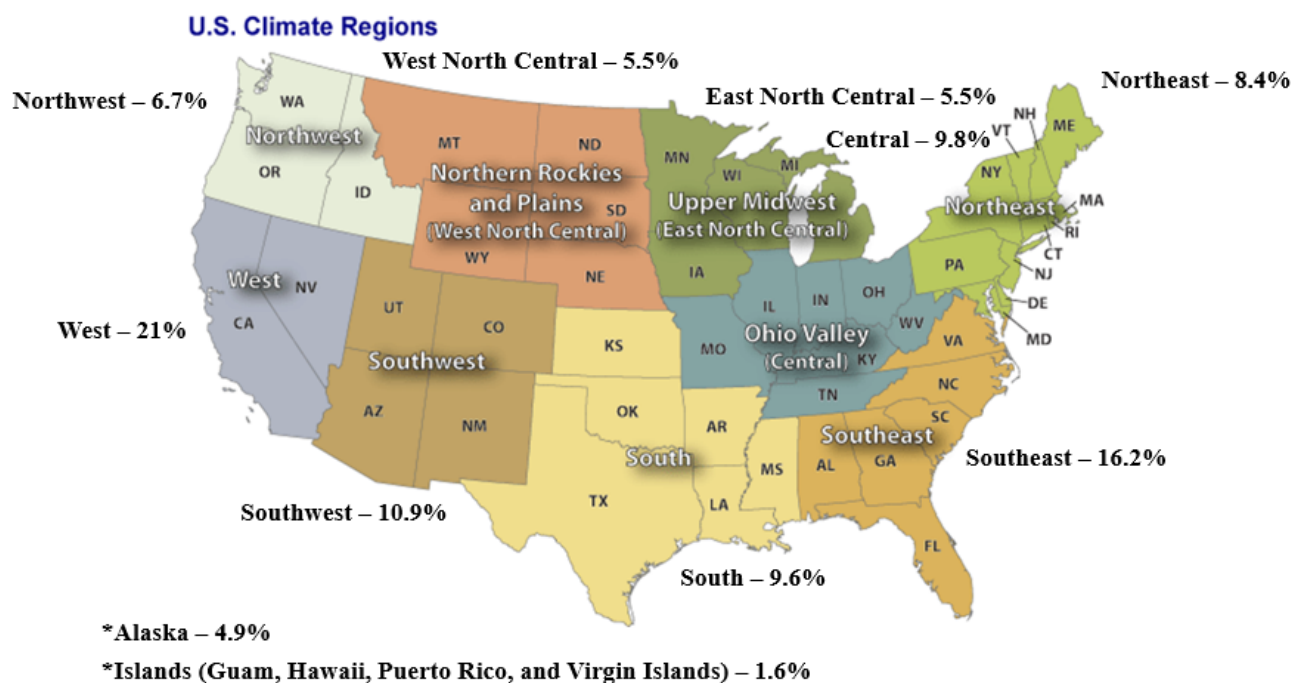 U.S. Climate Regions
West North Central – 5.5%
Northeast – 8.4%
Northwest – 6.7%
East North Central – 5.5%
Central – 9.8%
WA
Northwest
OR
ID
MT
ND
Northern Rockies
and Plains
(West North Central)
SD
WY
NE
MN
WI
MI
Upper Midwest
(East North Central)
IA
VT
NH
ME
NY
Northeast
MA
RI
CT
NJ
PA
DE
MD
West
NV
CA
West – 21%
UT
CO
Southwest
AZ
NM
KS
OK
AR
South
TX
LA
MS
IL
IN
OH
WV
Ohio Valley
(Central)
MO
KY
TN
VA
NC
SC
Southeast
AL
GA
FL
Southeast – 16.2%
Southwest – 10.9%
South – 9.6%
*Alaska – 4.9%
*Islands (Guam, Hawaii, Puerto Rico, and Virgin Islands) – 1.6%